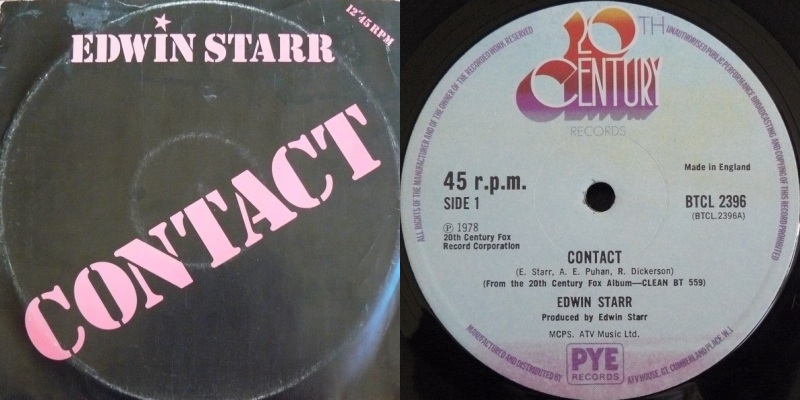 12" 45 RPM
EDWIN STARR
CONTACT
20TH
CENTURY
RECORDS
ALL RIGHTS OF THE MANUFACTURER AND OF THE OWNER OF THE RECORDED WORK RESERVED
UNAUTHORISED PUBLIC PERFORMANCE BROADCASTING AND COPYING OF THIS RECORD PROHIBITED
45 r.p.m.
SIDE 1
Made in England
BTCL 2396
(BTCL.2396A)
℗ 1978
20th Century Fox
Record Corporation
CONTACT
(E. Starr, A. E. Puhan, R. Dickerson)
(From the 20th Century Fox Album—CLEAN BT 559)
EDWIN STARR
Produced by Edwin Starr
MCPS. ATV Music Ltd.
MANUFACTURED AND DISTRIBUTED BY
PYE
RECORDS
ATV HOUSE, GT. CUMBERLAND PLACE, W.1